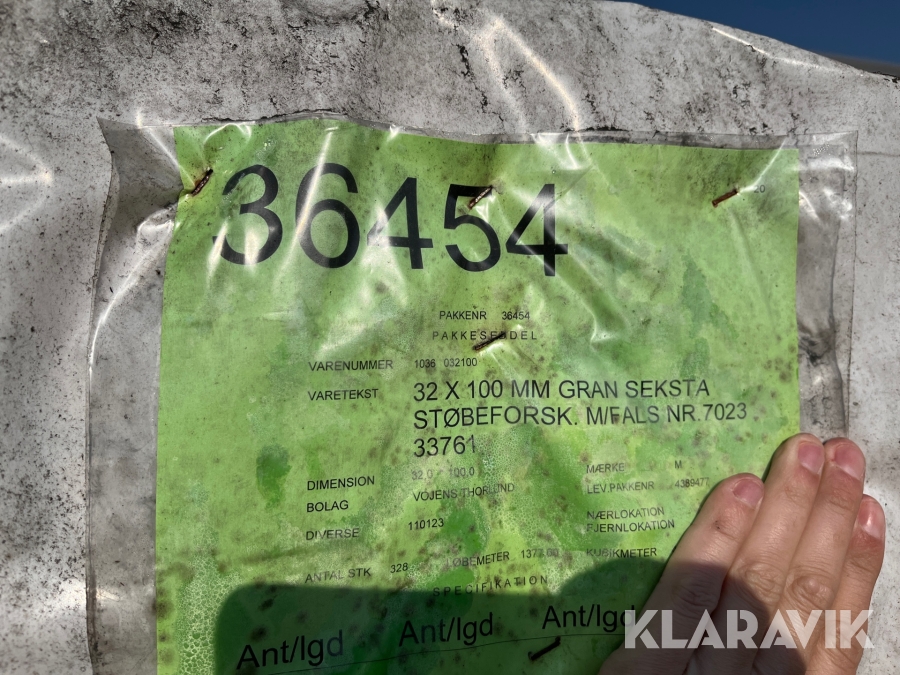 36454
20
PAKKENR 36454
PAKKESEDDEL
VARENUMMER 1036 032100
VARETEKST 32 X 100 MM GRAN SEKSTA
STØBEFORSK. M/FALS NR.7023
33761
DIMENSION 32,0 100,0 MÆRKE M
BOLAG VOJENS-THORLUND LEV.PAKKENR 4389477
NÆRLOKATION
DIVERSE 110123 FJERNLOKATION
ANTAL STK 328 LØBEMETER 1377,00 KUBIKMETER
SPECIFIKATION
Ant/lgd Ant/lgd Ant/lgd
KLARAVIK